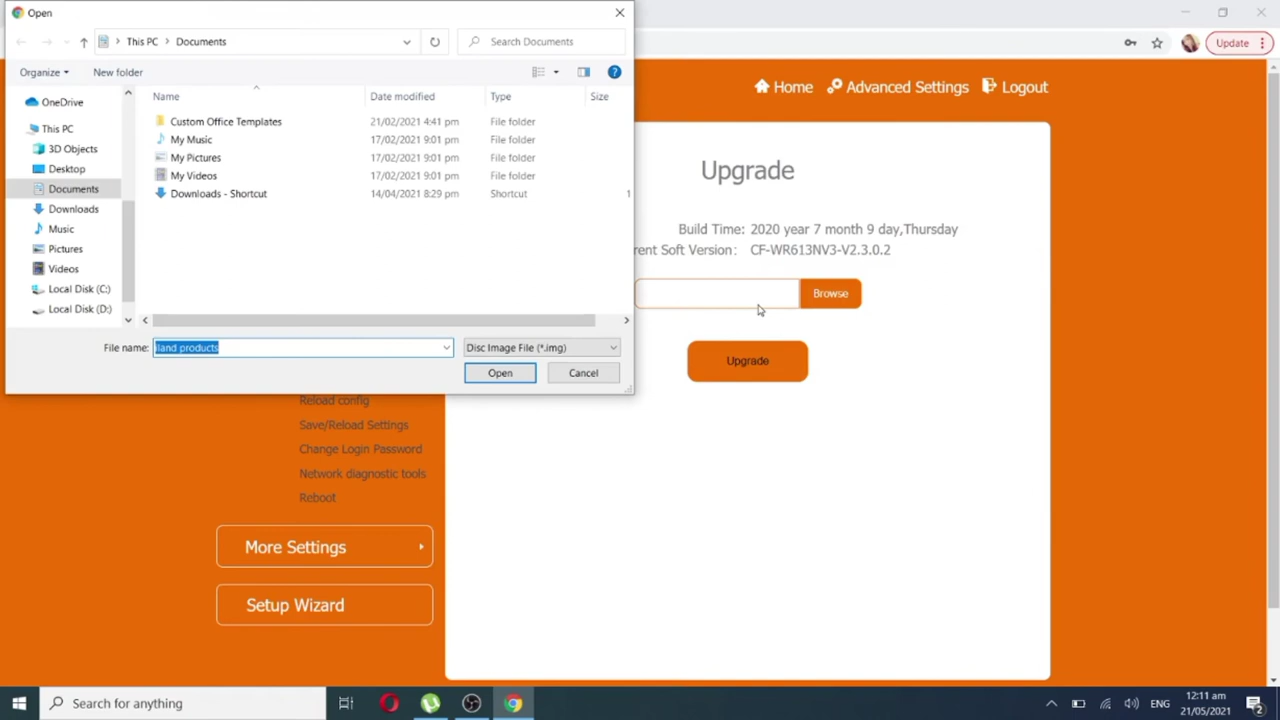 Open
This PC > Documents
Search Documents
Update
Organize
New folder
Home
Advanced Settings
Logout
Name
Date modified
Type
Size
OneDrive
This PC
3D Objects
Desktop
Documents
Downloads
Music
Pictures
Videos
Local Disk (C:)
Local Disk (D:)
Custom Office Templates 21/02/2021 4:41 pm File folder
My Music 17/02/2021 9:01 pm File folder
My Pictures 17/02/2021 9:01 pm File folder
My Videos 17/02/2021 9:01 pm File folder
Downloads - Shortcut 14/04/2021 8:29 pm Shortcut 1
File name: iland products
Disc Image File (*.img)
Open
Cancel
Upgrade
Build Time: 2020 year 7 month 9 day,Thursday
rent Soft Version: CF-WR613NV3-V2.3.0.2
Browse
Upgrade
Reload config
Save/Reload Settings
Change Login Password
Network diagnostic tools
Reboot
More Settings
Setup Wizard
Search for anything
ENG
12:11 am
21/05/2021
2